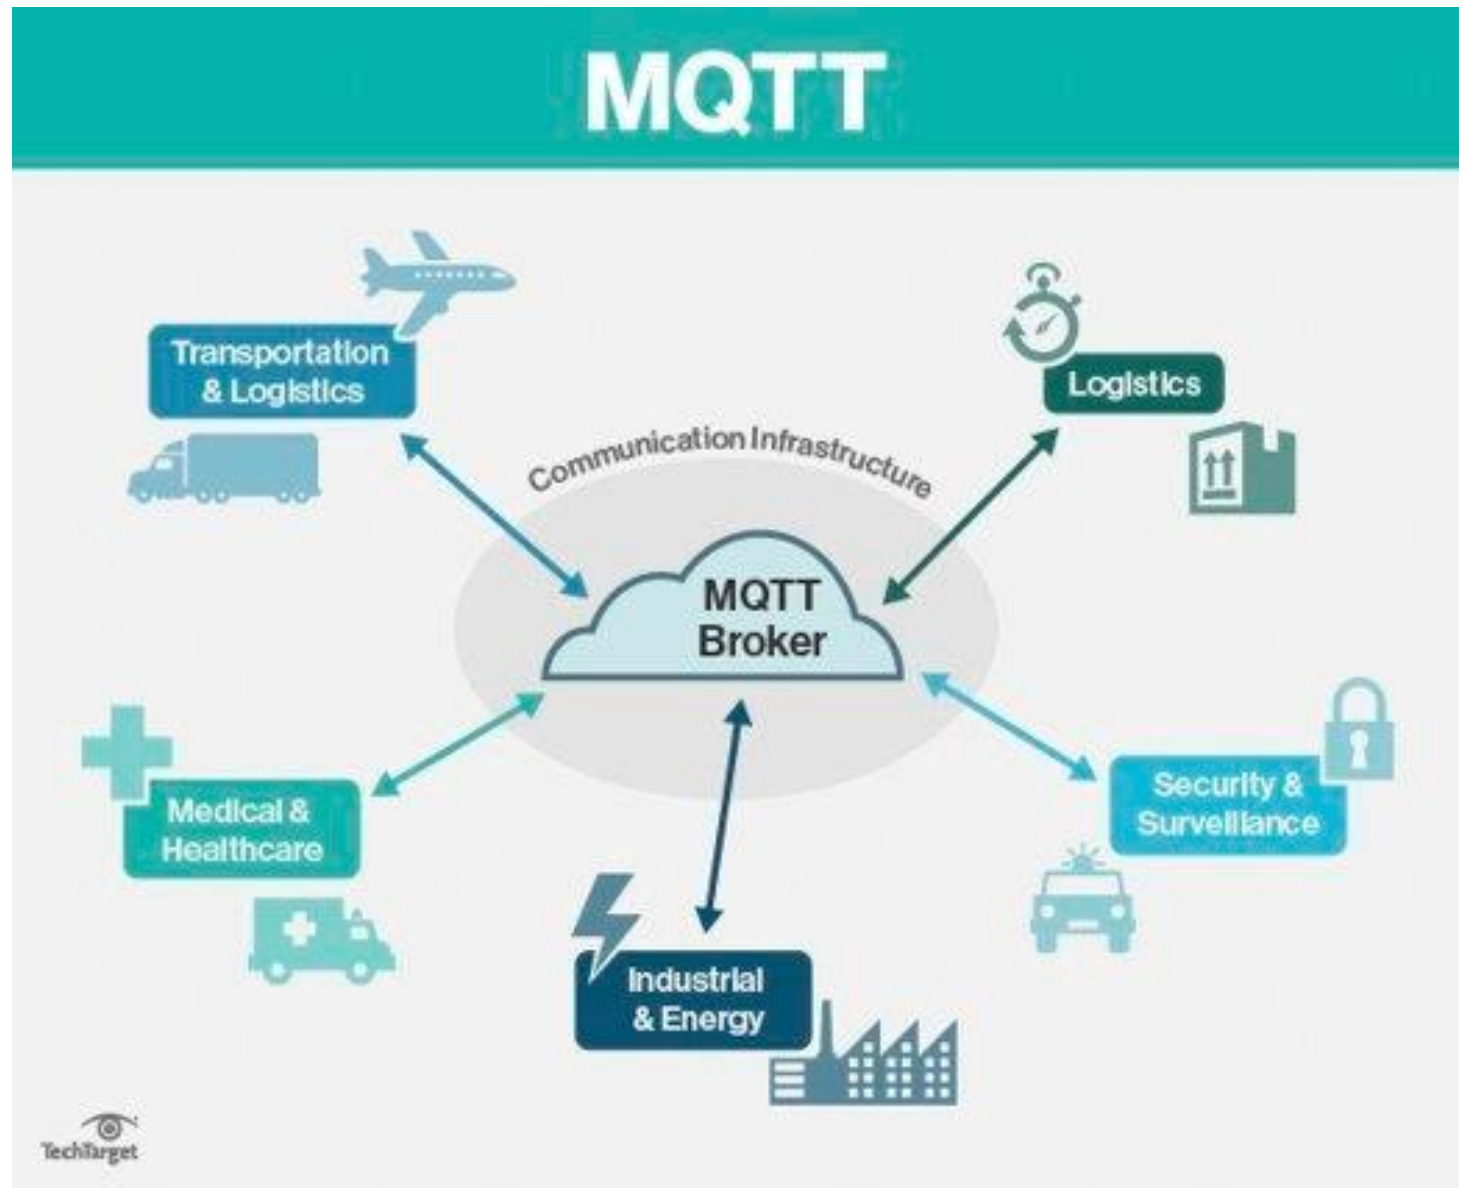 MQTT
Transportation
& Logistics
Logistics
Communication Infrastructure
MQTT
Broker
Medical &
Healthcare
Security &
Surveillance
Industrial
& Energy
TechTarget